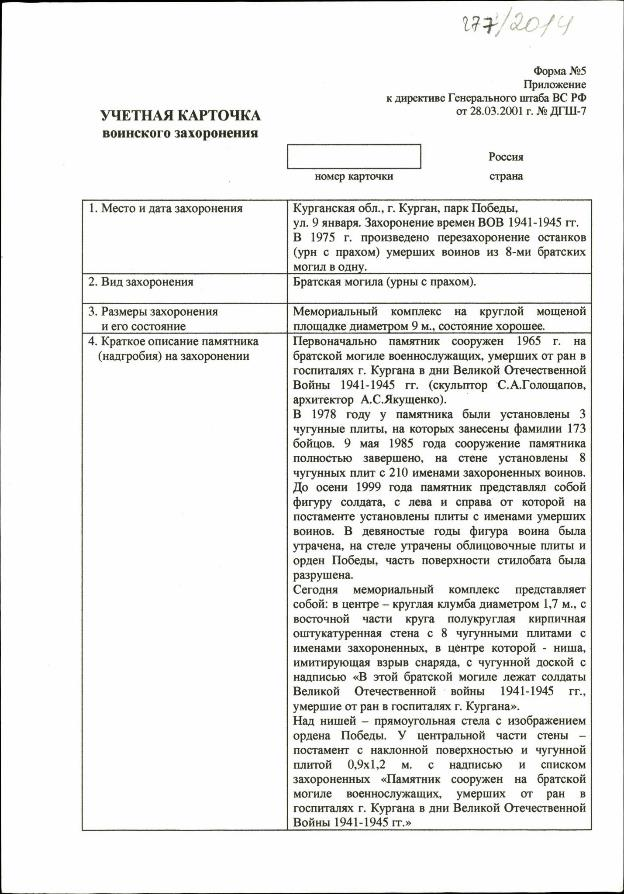 277/2014
Форма №5
Приложение
к директиве Генерального штаба ВС РФ
от 28.03.2001 г. № ДГШ-7
УЧЕТНАЯ КАРТОЧКА
воинского захоронения
номер карточки
Россия
страна
1. Место и дата захоронения
Курганская обл., г. Курган, парк Победы,
ул. 9 января. Захоронение времен ВОВ 1941-1945 гг.
В 1975 г. произведено перезахоронение останков
(урн с прахом) умерших воинов из 8-ми братских
могил в одну.
2. Вид захоронения
Братская могила (урны с прахом).
3. Размеры захоронения
и его состояние
Мемориальный комплекс на круглой мощеной
площадке диаметром 9 м., состояние хорошее.
4. Краткое описание памятника
(надгробия) на захоронении
Первоначально памятник сооружен 1965 г. на
братской могиле военнослужащих, умерших от ран в
госпиталях г. Кургана в дни Великой Отечественной
Войны 1941-1945 гг. (скульптор С.А.Голощапов,
архитектор А.С.Якущенко).
В 1978 году у памятника были установлены 3
чугунные плиты, на которых занесены фамилии 173
бойцов. 9 мая 1985 года сооружение памятника
полностью завершено, на стене установлены 8
чугунных плит с 210 именами захороненных воинов.
До осени 1999 года памятник представлял собой
фигуру солдата, с лева и справа от которой на
постаменте установлены плиты с именами умерших
воинов. В девяностые годы фигура воина была
утрачена, на стеле утрачены облицовочные плиты и
орден Победы, часть поверхности стилобата была
разрушена.
Сегодня мемориальный комплекс представляет
собой: в центре – круглая клумба диаметром 1,7 м., с
восточной части круга полукруглая кирпичная
оштукатуренная стена с 8 чугунными плитами с
именами захороненных, в центре которой - ниша,
имитирующая взрыв снаряда, с чугунной доской с
надписью «В этой братской могиле лежат солдаты
Великой Отечественной войны 1941-1945 гг.,
умершие от ран в госпиталях г. Кургана».
Над нишей – прямоугольная стела с изображением
ордена Победы. У центральной части стены –
постамент с наклонной поверхностью и чугунной
плитой 0,9х1,2 м. с надписью и списком
захороненных «Памятник сооружен на братской
могиле военнослужащих, умерших от ран в
госпиталях г. Кургана в дни Великой Отечественной
Войны 1941-1945 гг.»